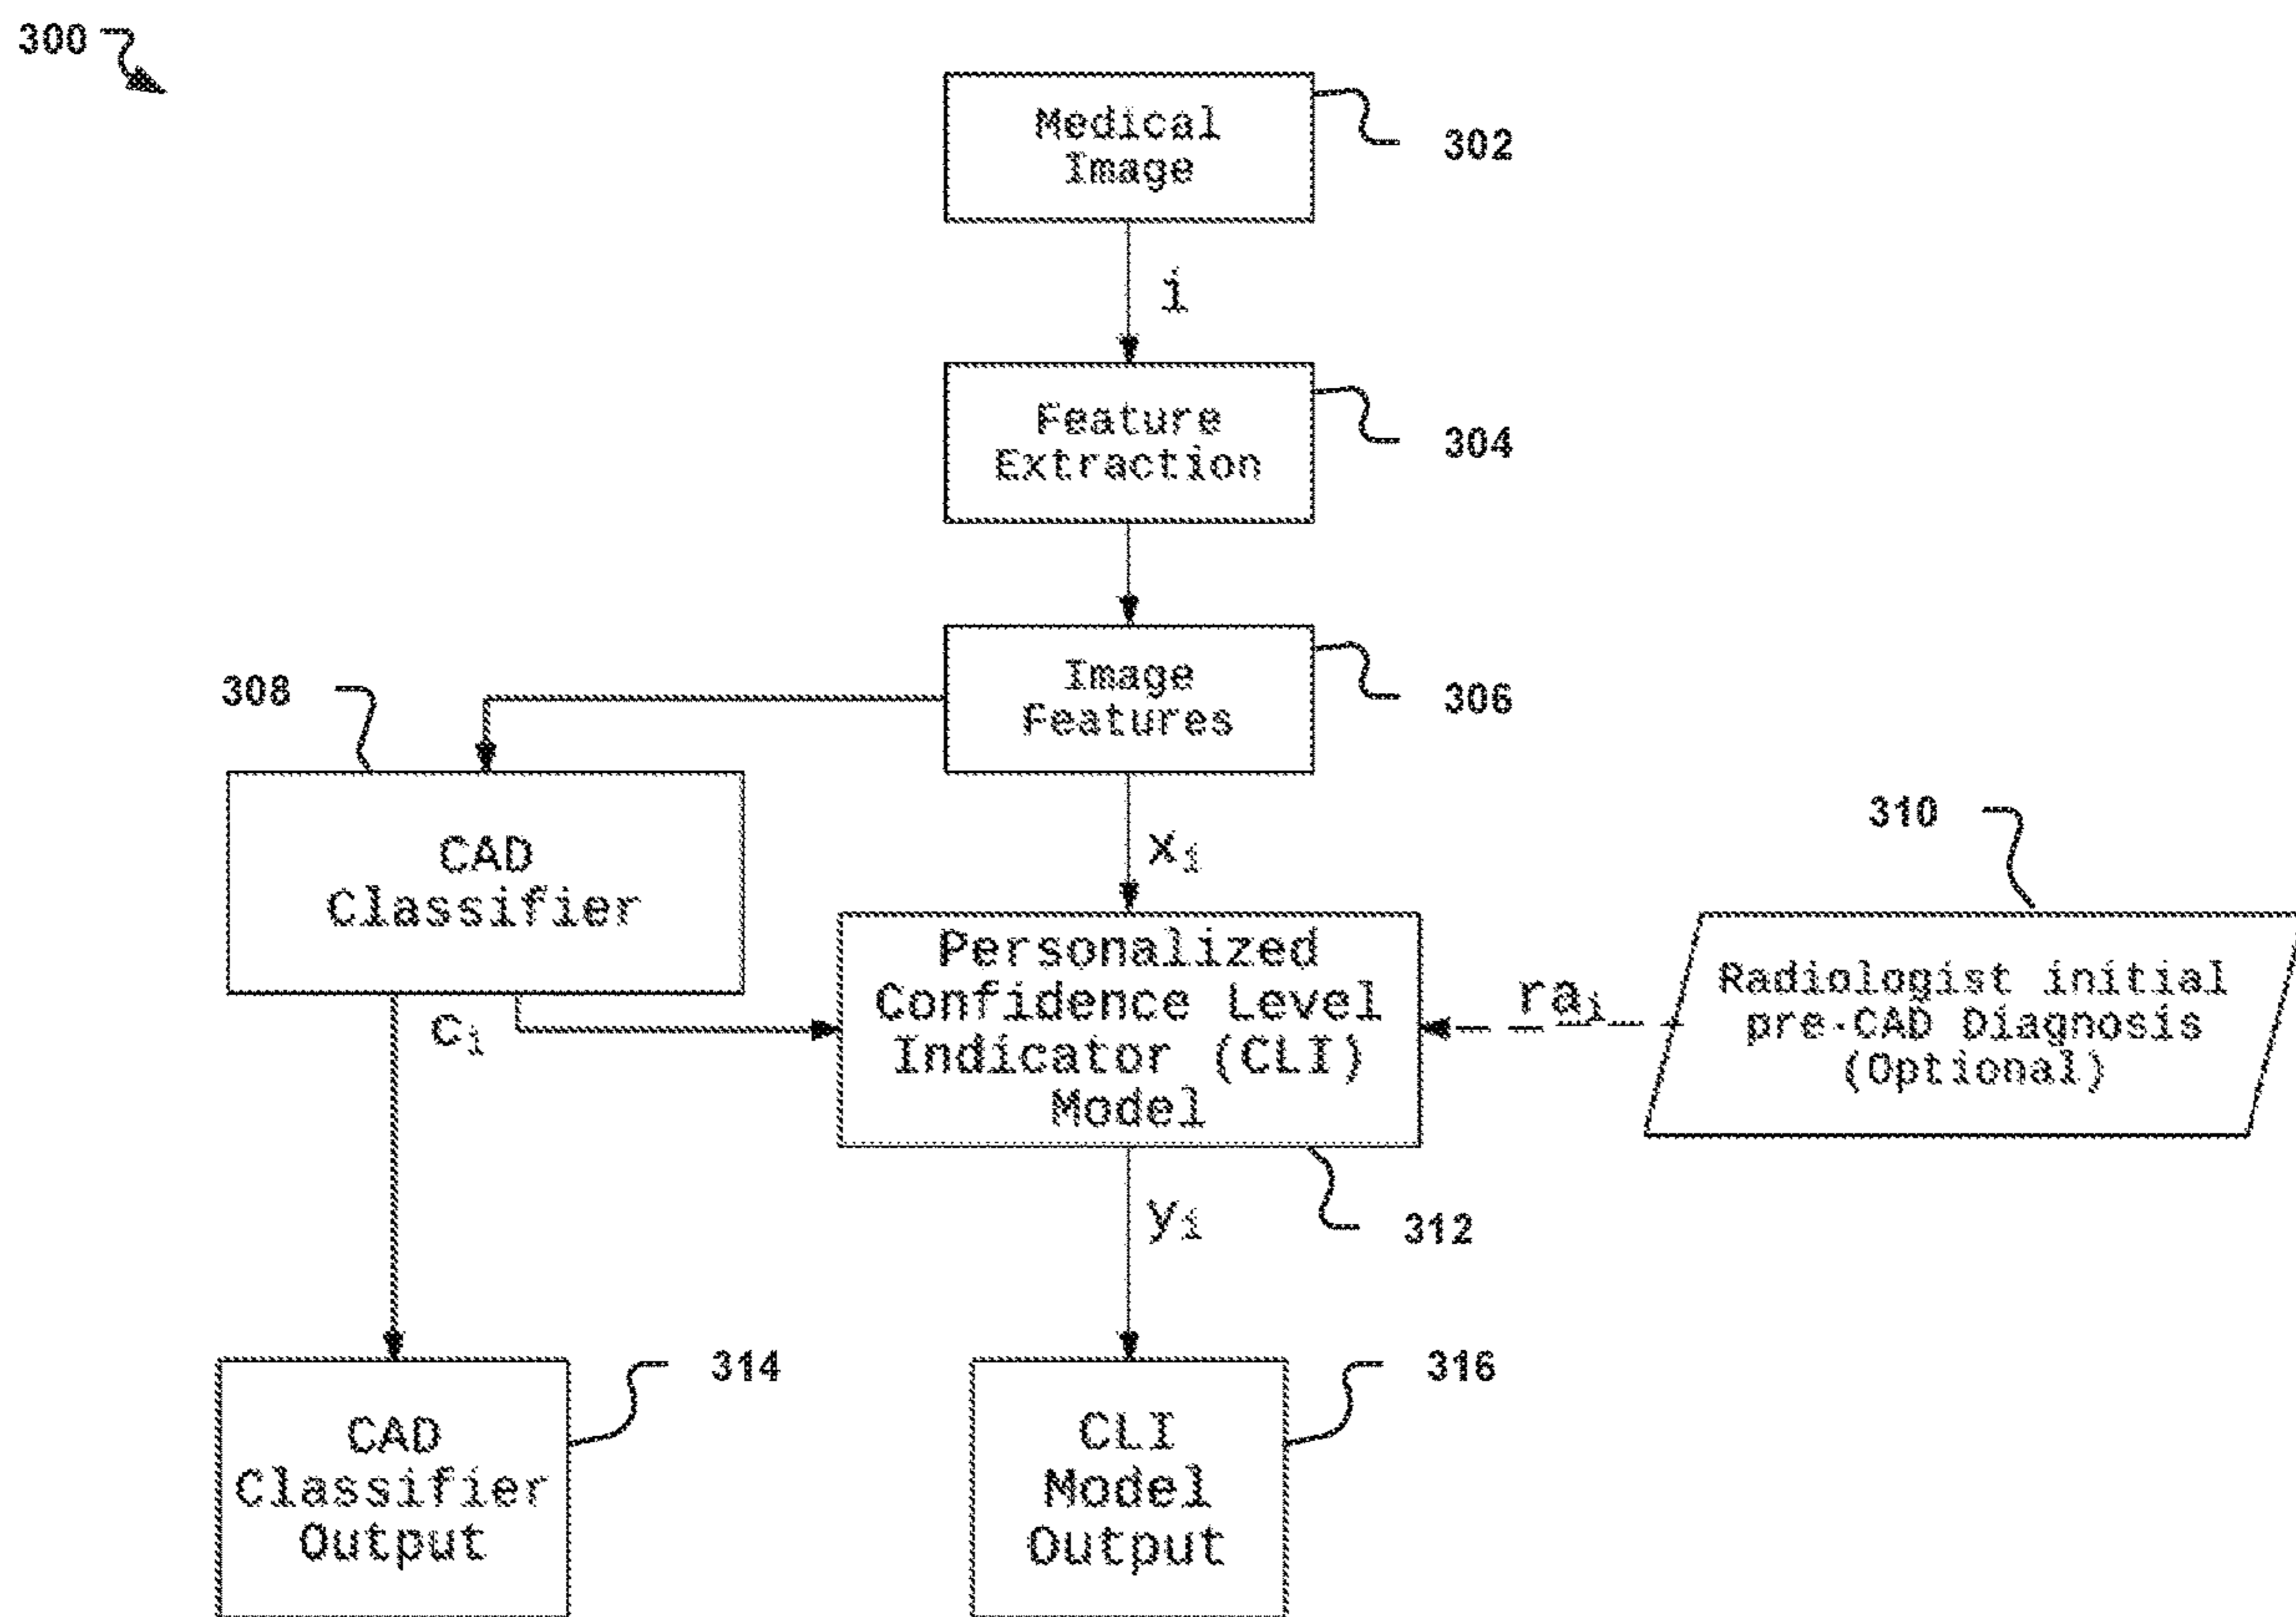 300
Medical
Image
302
i
Feature
Extraction
304
Image
Features
306
308
CAD
Classifier
xᵢ
310
Personalized
Confidence Level
Indicator (CLI)
Model
Radiologist initial
pre-CAD Diagnosis
(Optional)
raᵢ
cᵢ
yᵢ
312
314
316
CAD
Classifier
Output
CLI
Model
Output